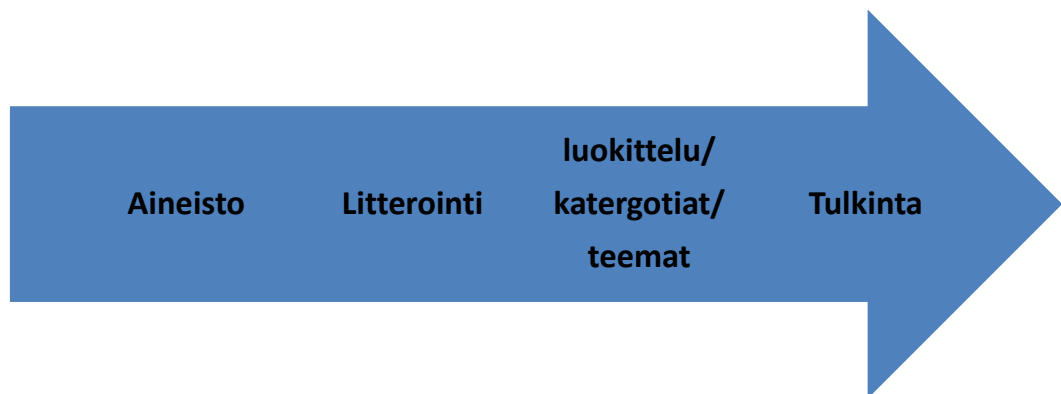 Aineisto
Litterointi
luokittelu/
katergotiat/
teemat
Tulkinta